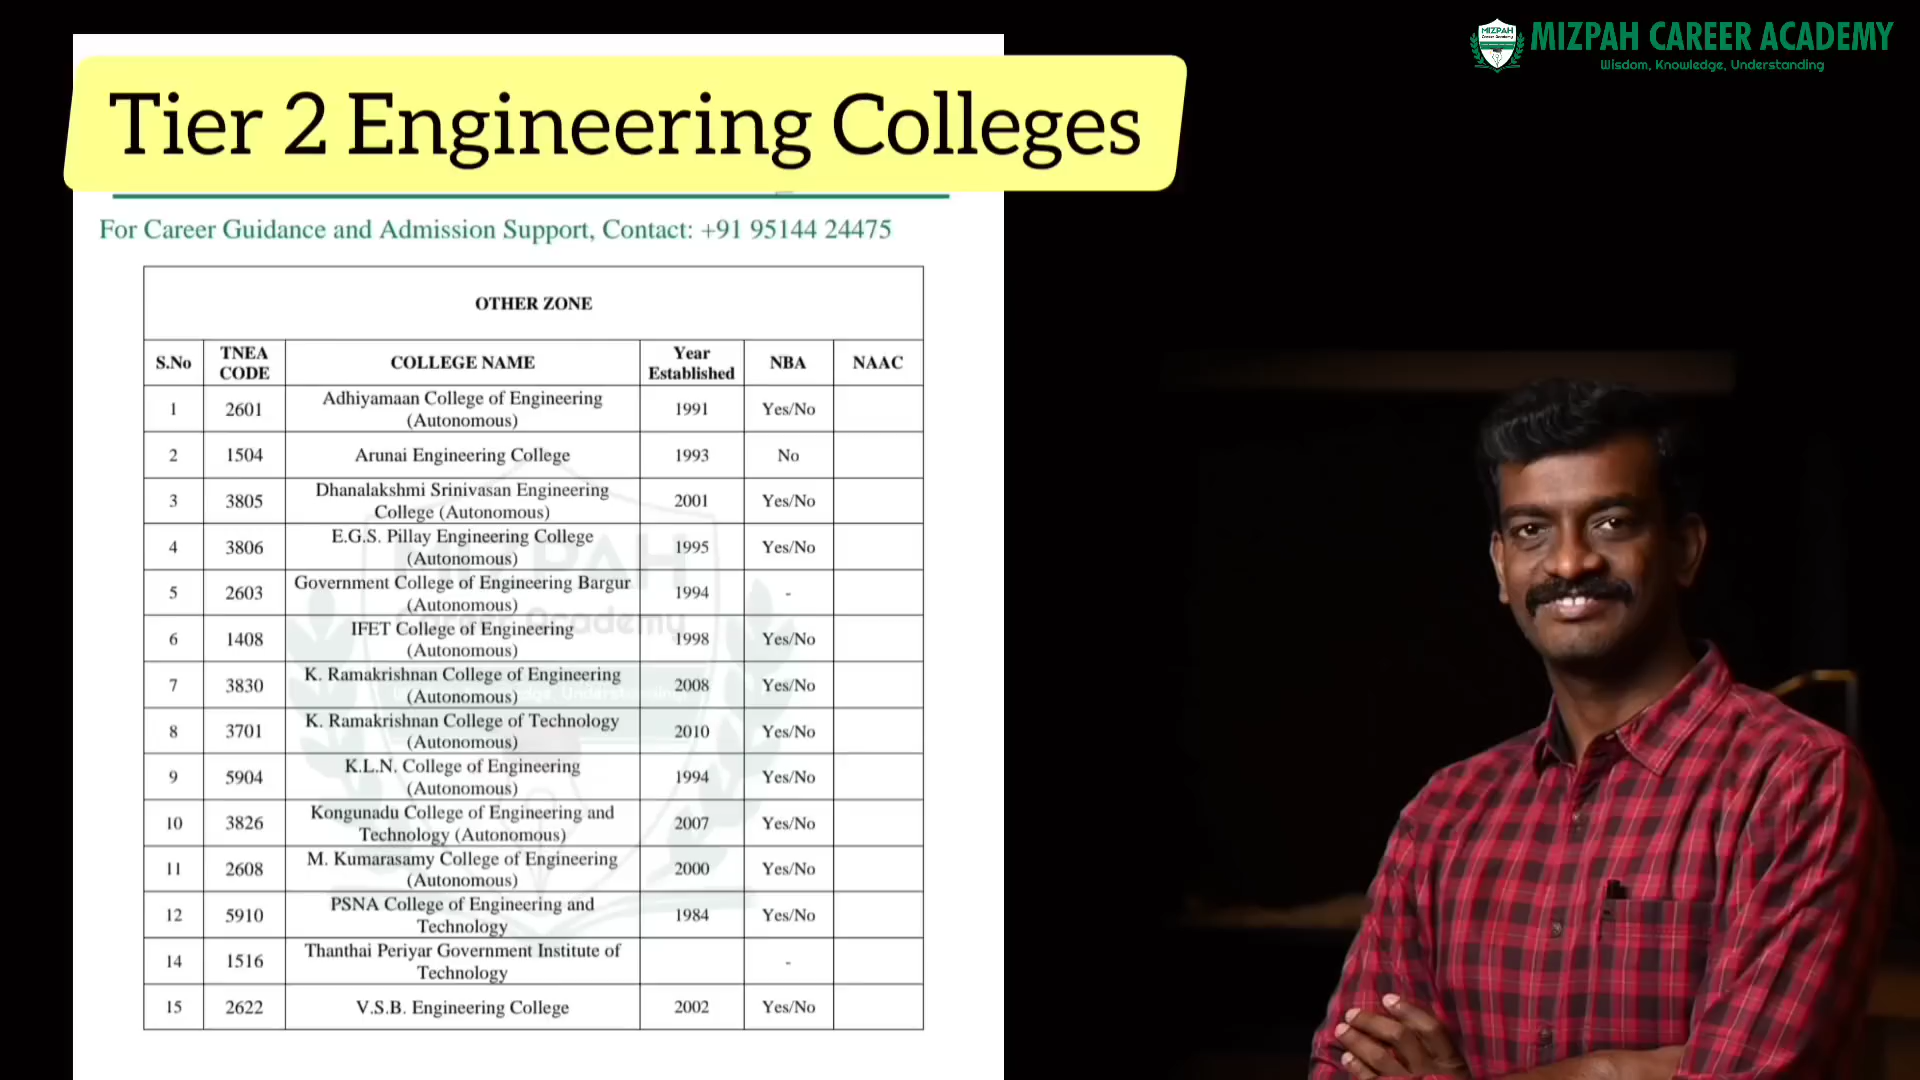 MIZPAH
Career Academy
MIZPAH CAREER ACADEMY
Wisdom, Knowledge, Understanding
Tier 2 Engineering Colleges
For Career Guidance and Admission Support, Contact: +91 95144 24475
OTHER ZONE
S.No TNEA CODE COLLEGE NAME Year Established NBA NAAC
1 2601 Adhiyamaan College of Engineering (Autonomous) 1991 Yes/No
2 1504 Arunai Engineering College 1993 No
3 3805 Dhanalakshmi Srinivasan Engineering College (Autonomous) 2001 Yes/No
4 3806 E.G.S. Pillay Engineering College (Autonomous) 1995 Yes/No
5 2603 Government College of Engineering Bargur (Autonomous) 1994 -
6 1408 IFET College of Engineering (Autonomous) 1998 Yes/No
7 3830 K. Ramakrishnan College of Engineering (Autonomous) 2008 Yes/No
8 3701 K. Ramakrishnan College of Technology (Autonomous) 2010 Yes/No
9 5904 K.L.N. College of Engineering (Autonomous) 1994 Yes/No
10 3826 Kongunadu College of Engineering and Technology (Autonomous) 2007 Yes/No
11 2608 M. Kumarasamy College of Engineering (Autonomous) 2000 Yes/No
12 5910 PSNA College of Engineering and Technology 1984 Yes/No
14 1516 Thanthai Periyar Government Institute of Technology -
15 2622 V.S.B. Engineering College 2002 Yes/No
MIZPAH
Career Academy